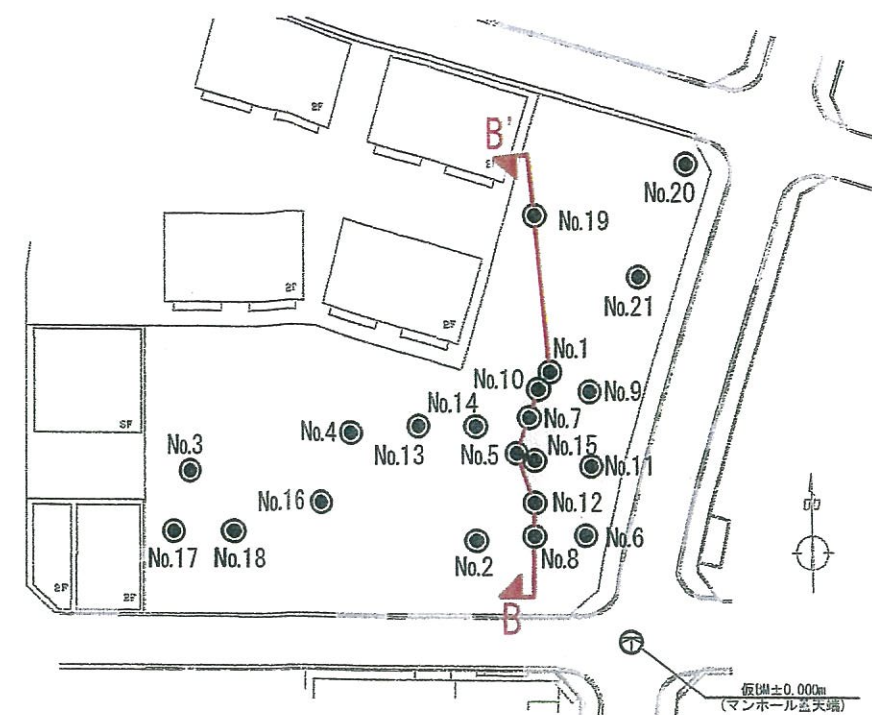 2F
B'
2F
No.20
No.19
2F
No.21
2F
No.1
No.10
No.9
No.14
No.7
No.4
No.13
No.5
No.15
No.3
No.11
No.16
No.12
No.17
No.18
No.2
No.8
No.6
2F
2F
B
仮BM±0.000m
(マンホール蓋天端)